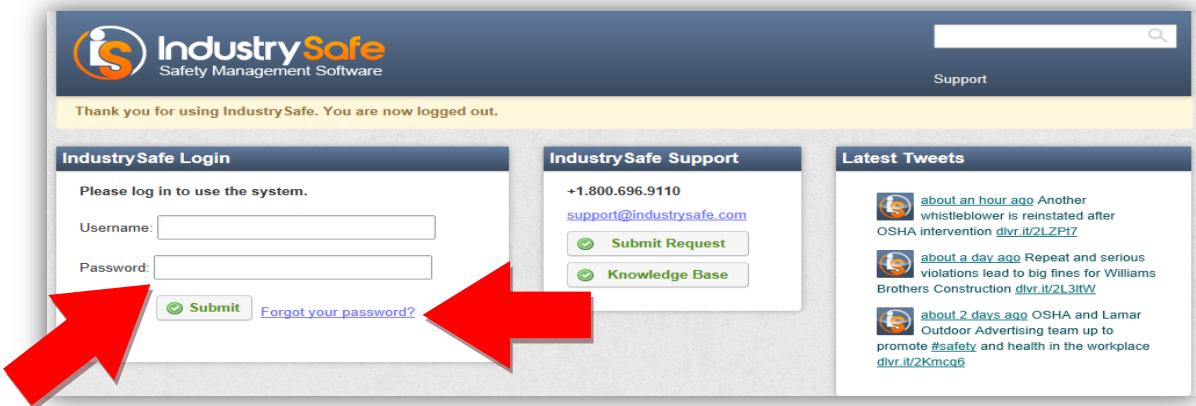 IndustrySafe
Safety Management Software
Support
Thank you for using IndustrySafe. You are now logged out.
IndustrySafe Login
Please log in to use the system.
Username:
Password:
Submit
Forgot your password?
IndustrySafe Support
+1.800.696.9110
support@industrysafe.com
Submit Request
Knowledge Base
Latest Tweets
about an hour ago Another
whistleblower is reinstated after
OSHA intervention dlvr.it/2LZPt7
about a day ago Repeat and serious
violations lead to big fines for Williams
Brothers Construction dlvr.it/2L3ltW
about 2 days ago OSHA and Lamar
Outdoor Advertising team up to
promote #safety and health in the workplace
dlvr.it/2Kmcq6